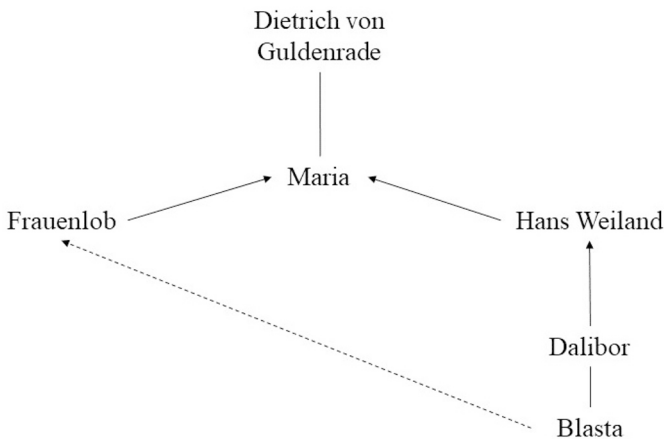 Dietrich von
Guldenrade
Maria
Frauenlob
Hans Weiland
Dalibor
Blasta